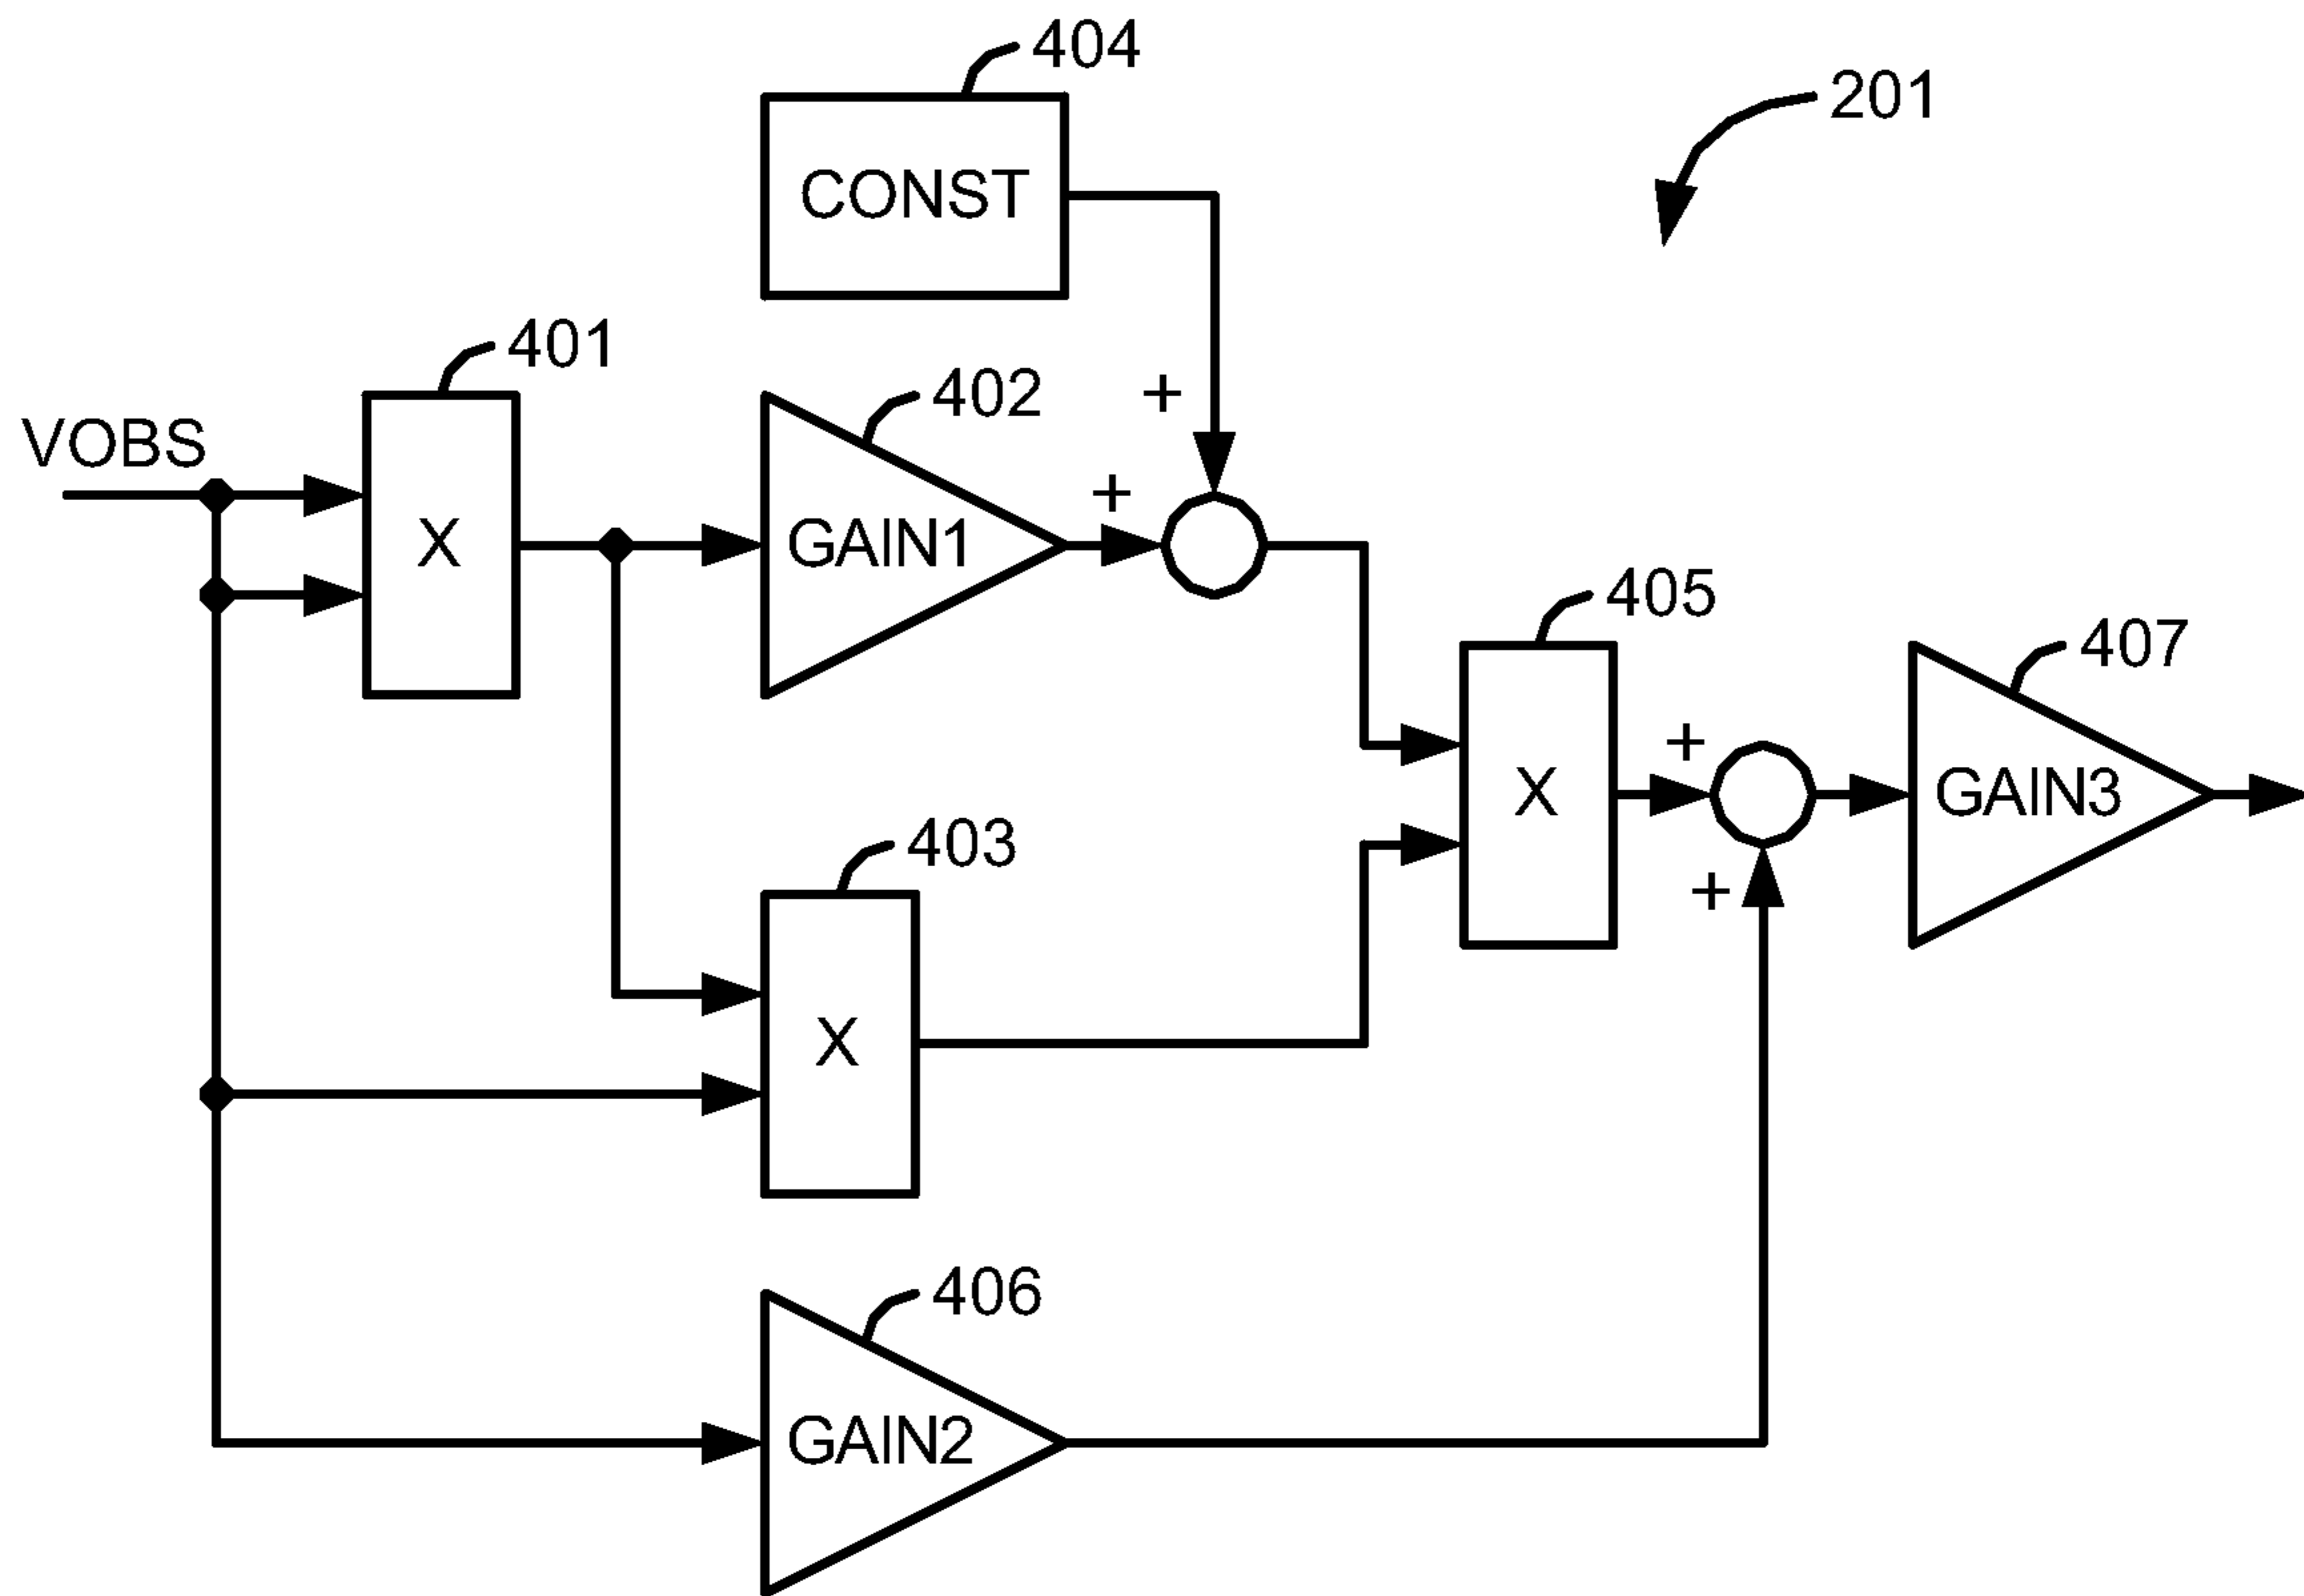 404
201
CONST
401
402
+
VOBS
+
X
GAIN1
405
407
+
X
GAIN3
403
+
X
406
GAIN2